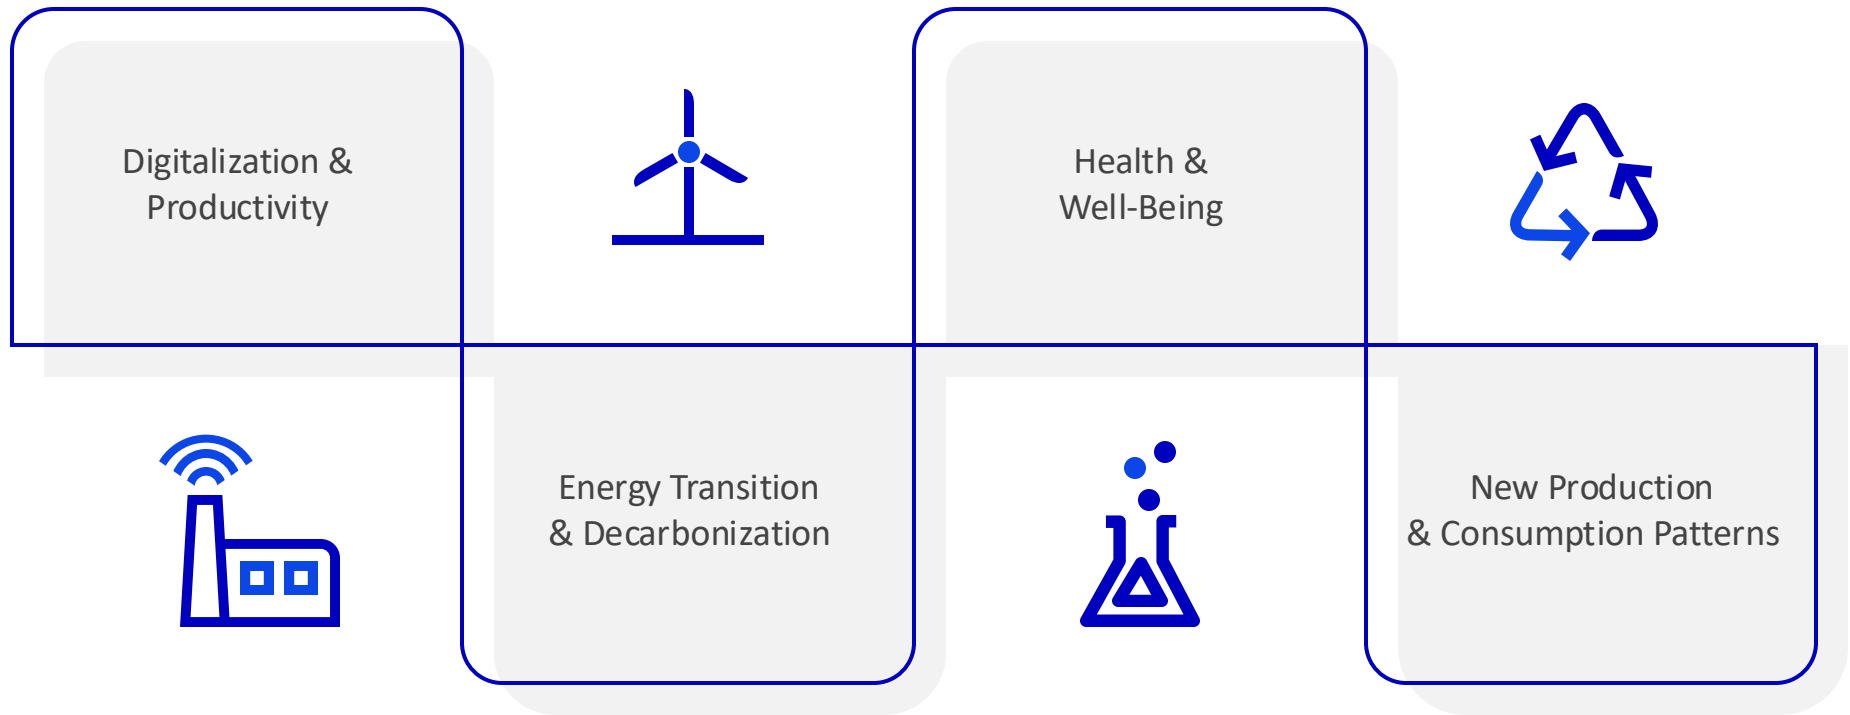 Digitalization &
Productivity
Health &
Well-Being
Energy Transition
& Decarbonization
New Production
& Consumption Patterns